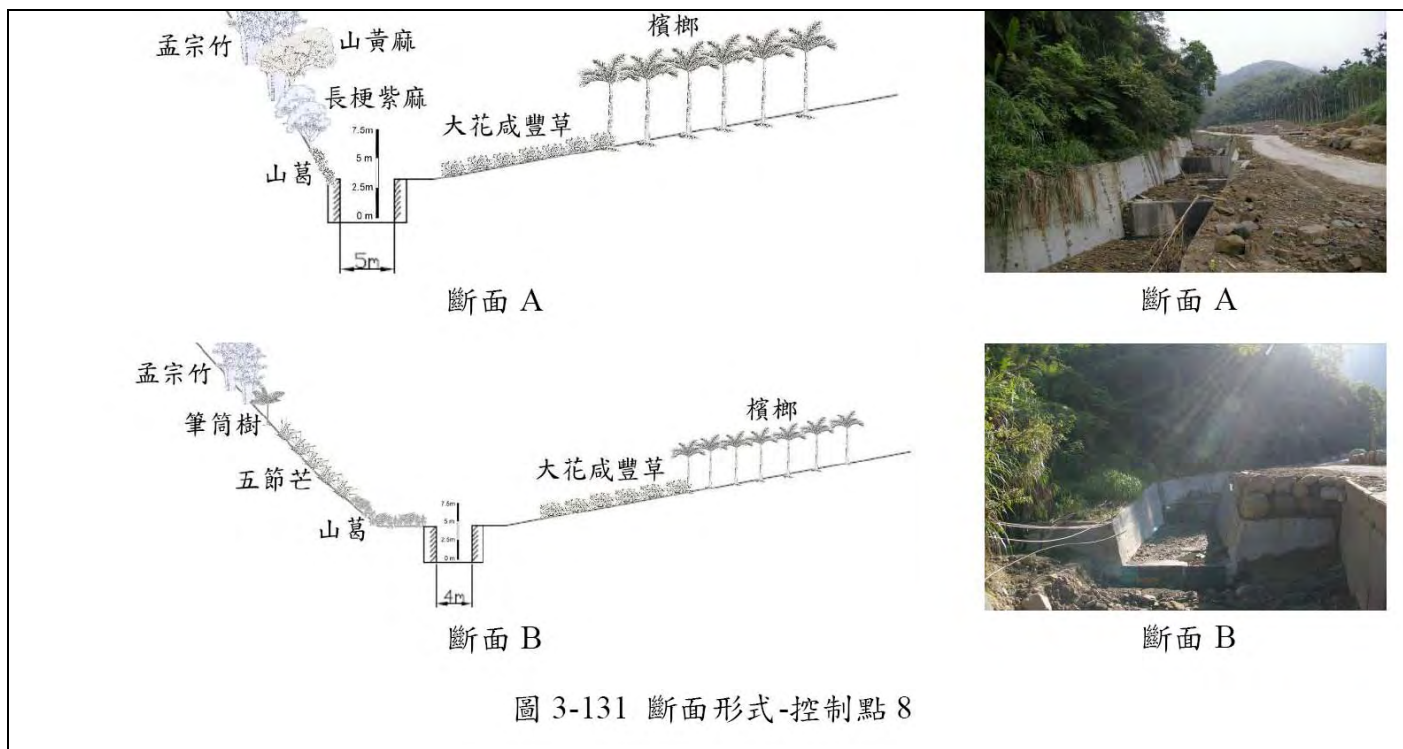 孟宗竹
山黃麻
長梗紫麻
山葛
7.5m
5 m
2.5m
0 m
5m
大花咸豐草
檳榔
斷面 A
斷面 A
孟宗竹
筆筒樹
五節芒
山葛
7.5m
5 m
2.5m
0 m
4m
大花咸豐草
檳榔
斷面 B
斷面 B
圖 3-131 斷面形式-控制點 8